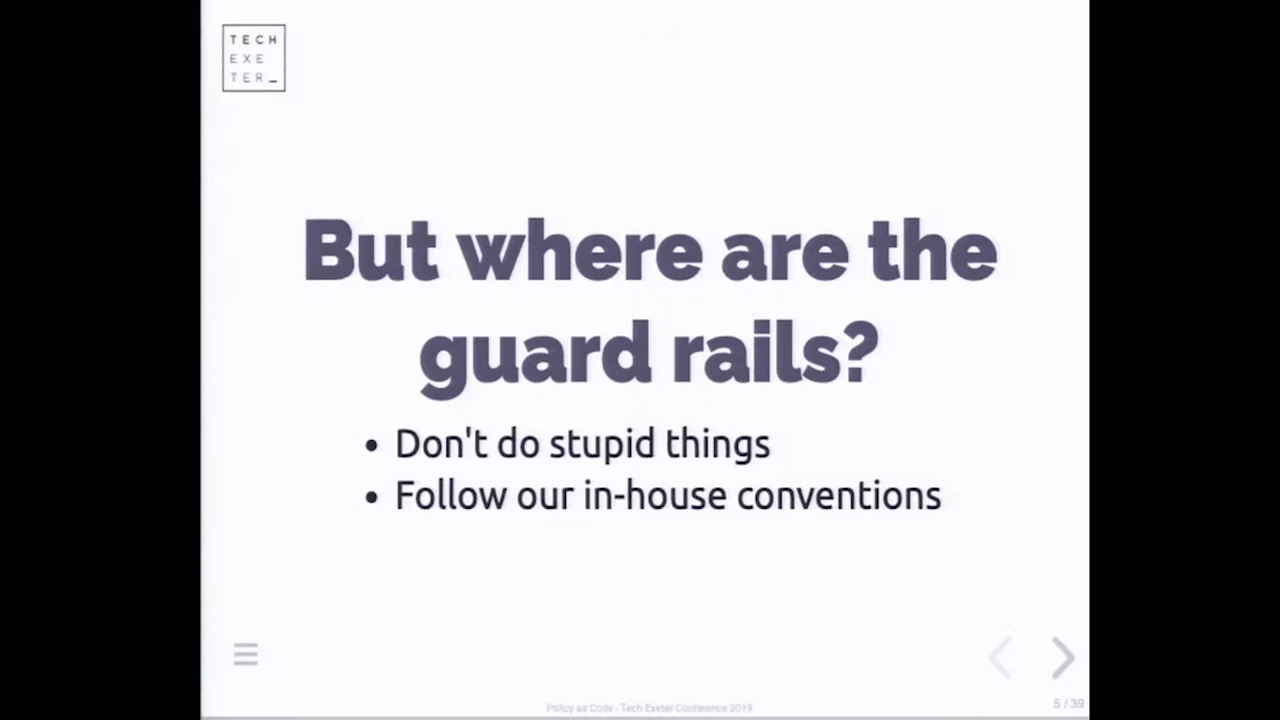 TECH
EXE
TER_
But where are the
guard rails?
• Don't do stupid things
• Follow our in-house conventions
Policy as Code - Tech Exeter Conference 2019
5 / 39